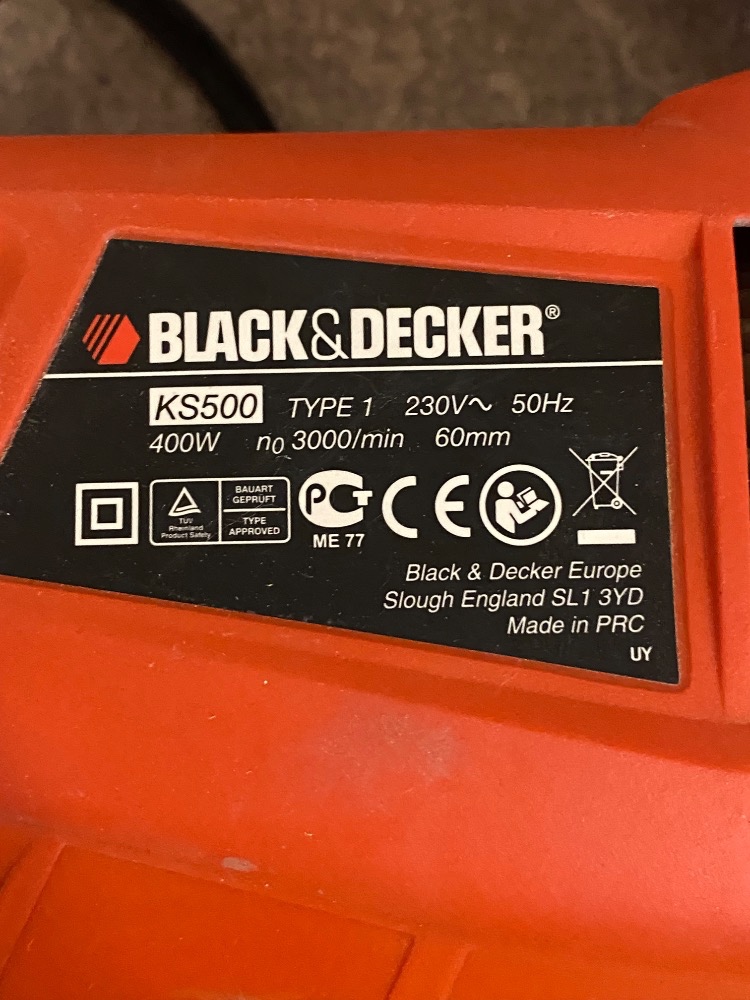 BLACK&DECKER®
KS500 TYPE 1 230V~ 50Hz
400W n0 3000/min 60mm
TÜV
Rheinland
Product Safety
BAUART
GEPRÜFT
TYPE
APPROVED
РСТ
ME 77
CE
Black & Decker Europe
Slough England SL1 3YD
Made in PRC
UY